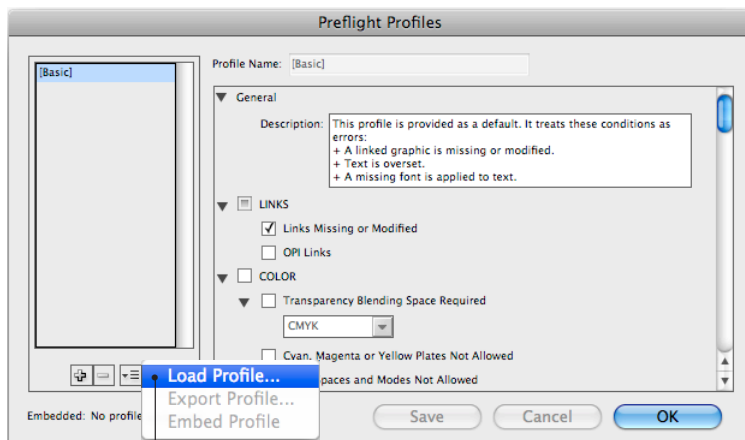 Preflight Profiles
[Basic]
Profile Name: [Basic]
General
Description: This profile is provided as a default. It treats these conditions as
errors:
+ A linked graphic is missing or modified.
+ Text is overset.
+ A missing font is applied to text.
LINKS
Links Missing or Modified
OPI Links
COLOR
Transparency Blending Space Required
CMYK
Cyan, Magenta or Yellow Plates Not Allowed
paces and Modes Not Allowed
Load Profile...
Export Profile...
Embed Profile
Embedded: No profile
Save
Cancel
OK